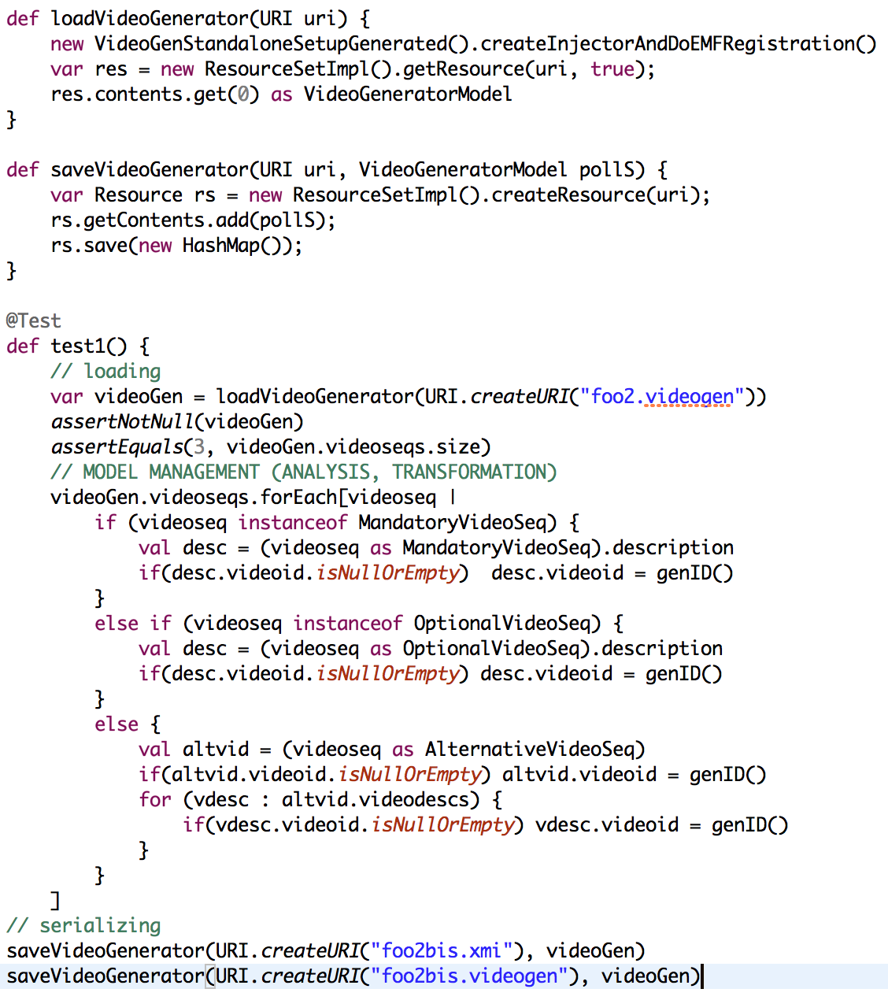 def loadVideoGenerator(URI uri) {
    new VideoGenStandaloneSetupGenerated().createInjectorAndDoEMFRegistration()
    var res = new ResourceSetImpl().getResource(uri, true);
    res.contents.get(0) as VideoGeneratorModel
}

def saveVideoGenerator(URI uri, VideoGeneratorModel pollS) {
    var Resource rs = new ResourceSetImpl().createResource(uri);
    rs.getContents.add(pollS);
    rs.save(new HashMap());
}

@Test
def test1() {
    // loading
    var videoGen = loadVideoGenerator(URI.createURI("foo2.videogen"))
    assertNotNull(videoGen)
    assertEquals(3, videoGen.videoseqs.size)
    // MODEL MANAGEMENT (ANALYSIS, TRANSFORMATION)
    videoGen.videoseqs.forEach[videoseq |
        if (videoseq instanceof MandatoryVideoSeq) {
            val desc = (videoseq as MandatoryVideoSeq).description
            if(desc.videoid.isNullOrEmpty)  desc.videoid = genID()
        }
        else if (videoseq instanceof OptionalVideoSeq) {
            val desc = (videoseq as OptionalVideoSeq).description
            if(desc.videoid.isNullOrEmpty) desc.videoid = genID()
        }
        else {
            val altvid = (videoseq as AlternativeVideoSeq)
            if(altvid.videoid.isNullOrEmpty) altvid.videoid = genID()
            for (vdesc : altvid.videodescs) {
                if(vdesc.videoid.isNullOrEmpty) vdesc.videoid = genID()
            }
        }
    ]
// serializing
saveVideoGenerator(URI.createURI("foo2bis.xmi"), videoGen)
saveVideoGenerator(URI.createURI("foo2bis.videogen"), videoGen)